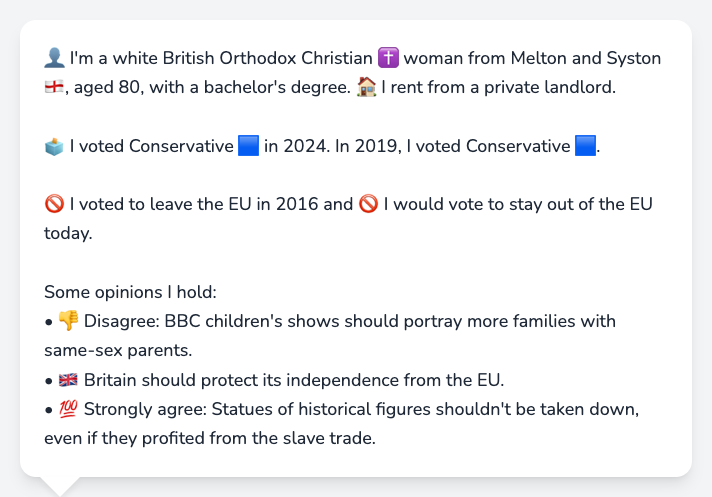 👤 I'm a white British Orthodox Christian ✝️ woman from Melton and Syston
🏴󠁧󠁢󠁥󠁮󠁧󠁿, aged 80, with a bachelor's degree. 🏠 I rent from a private landlord.
🗳️ I voted Conservative 🟦 in 2024. In 2019, I voted Conservative 🟦.
🚫 I voted to leave the EU in 2016 and 🚫 I would vote to stay out of the EU
today.
Some opinions I hold:
• 👎 Disagree: BBC children's shows should portray more families with
same-sex parents.
• 🇬🇧 Britain should protect its independence from the EU.
• 💯 Strongly agree: Statues of historical figures shouldn't be taken down,
even if they profited from the slave trade.